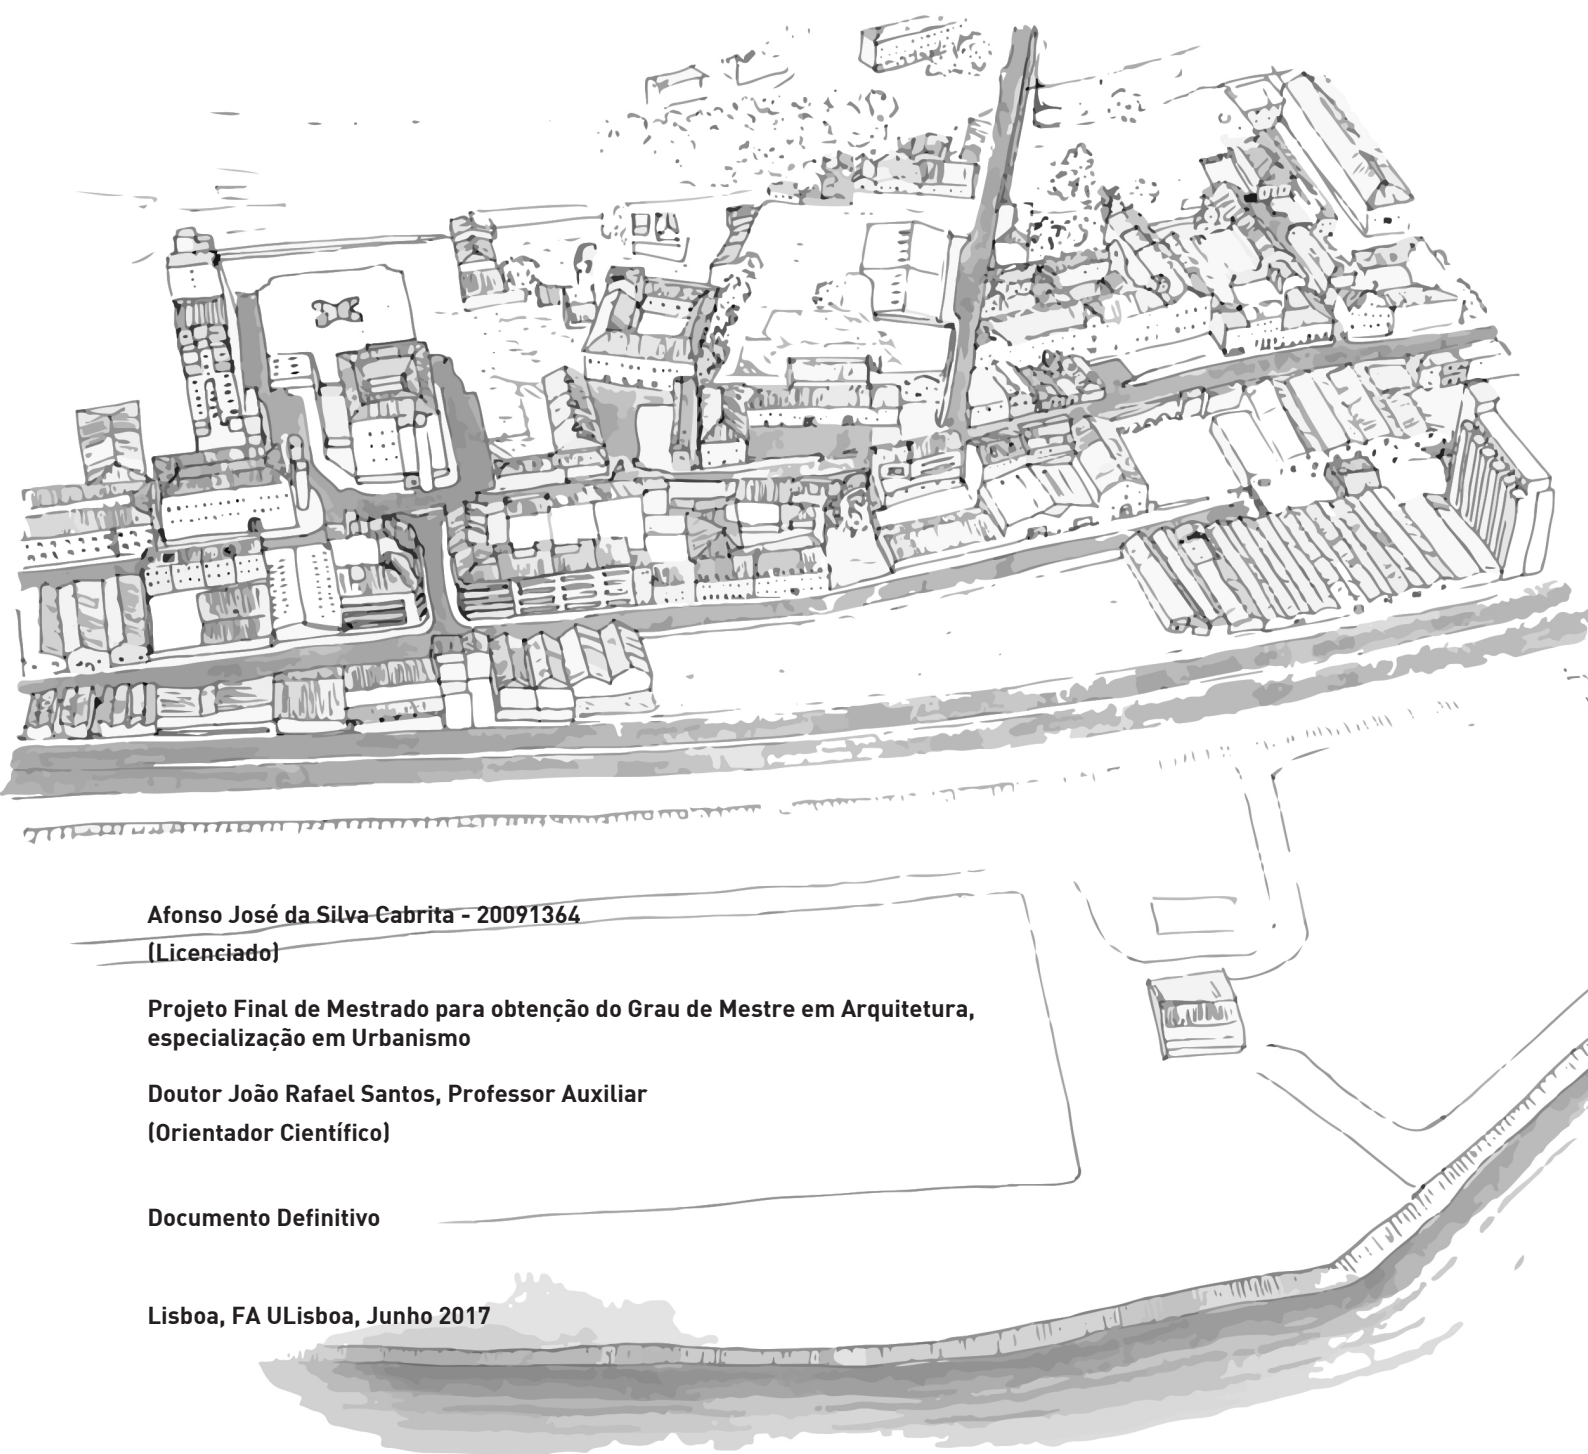 Afonso José da Silva Cabrita - 20091364
(Licenciado)
Projeto Final de Mestrado para obtenção do Grau de Mestre em Arquitetura,
especialização em Urbanismo
Doutor João Rafael Santos, Professor Auxiliar
(Orientador Científico)
Documento Definitivo
Lisboa, FA ULisboa, Junho 2017